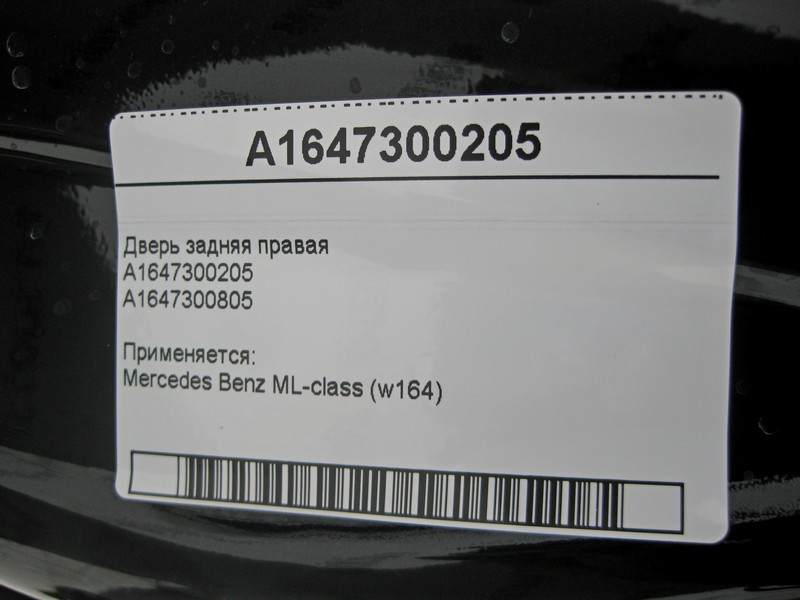 A1647300205
Дверь задняя правая
A1647300205
A1647300805
Применяется:
Mercedes Benz ML-class (w164)